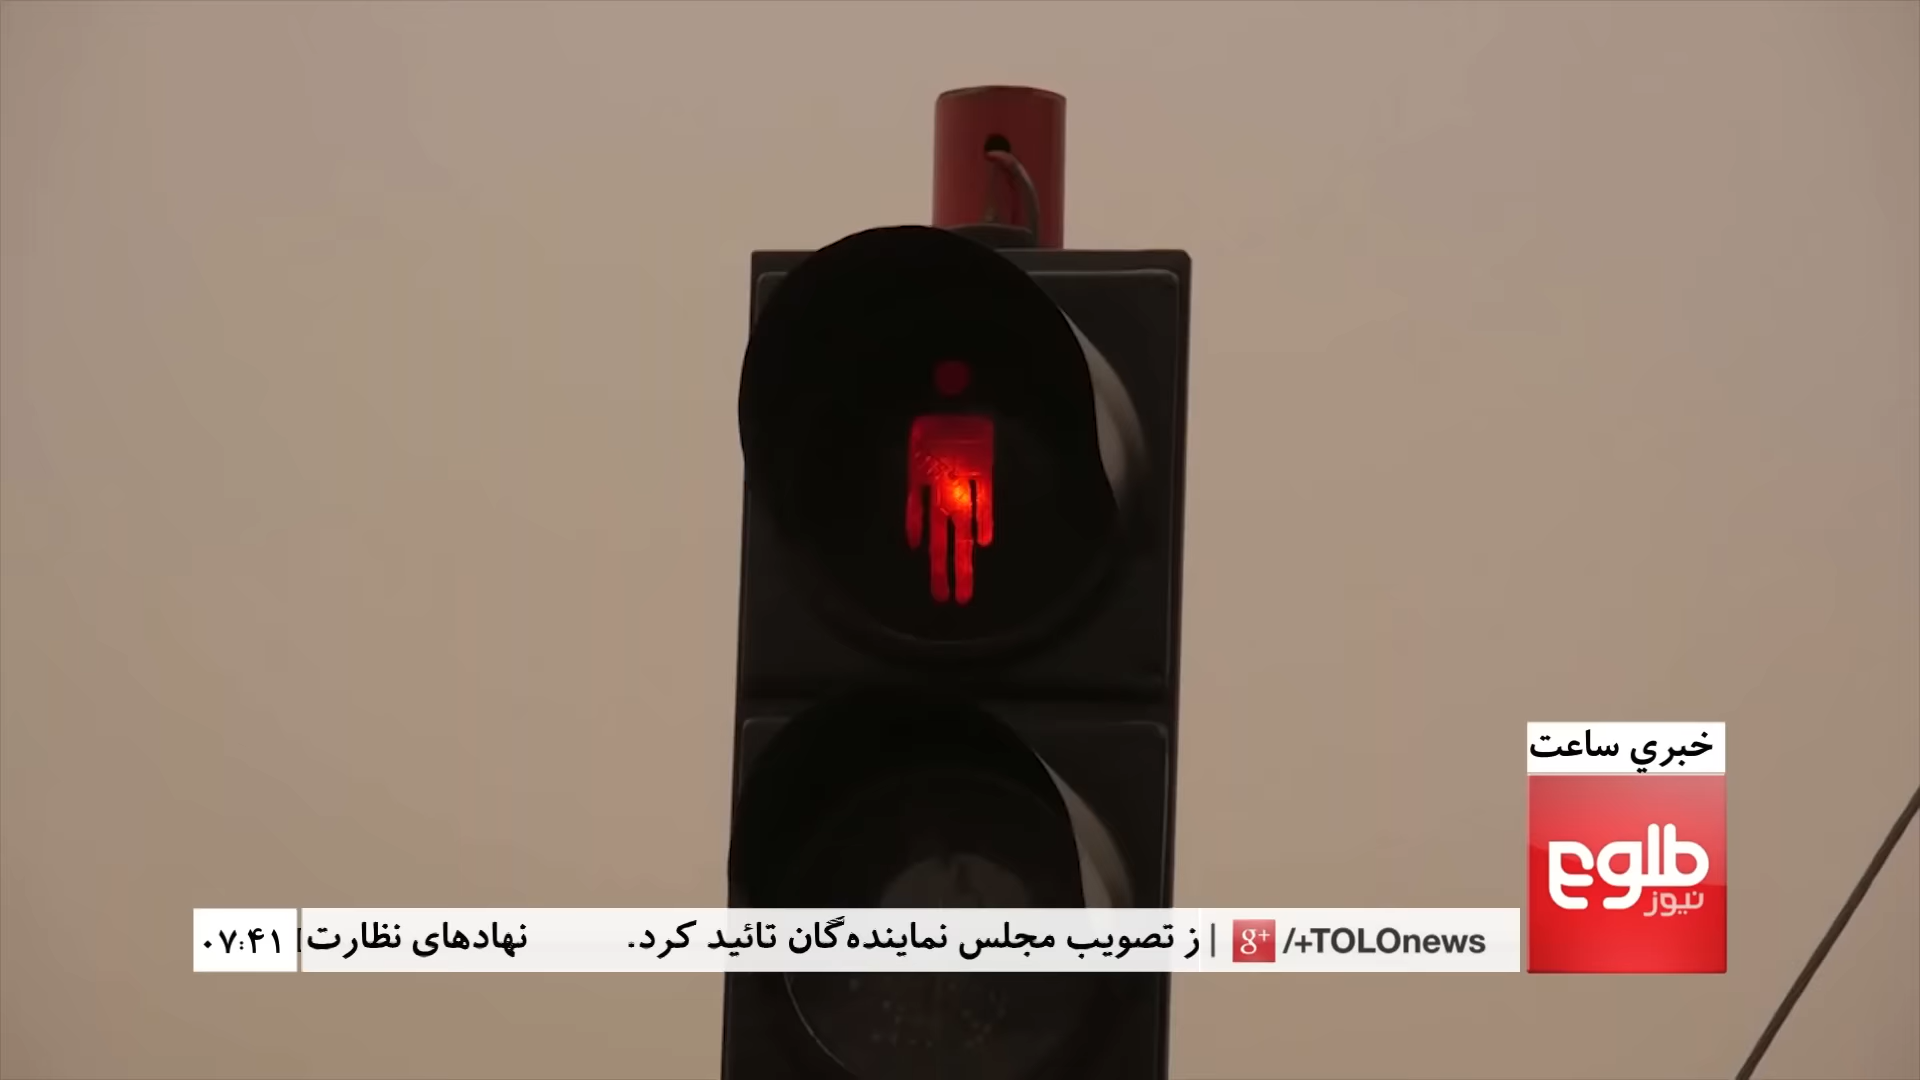 خبري ساعت
طلوع
نیوز
/+TOLOnews g+ | ز تصویب مجلس نماینده‌گان تائید کرد. نهادهای نظارت
۰۷:۴۱